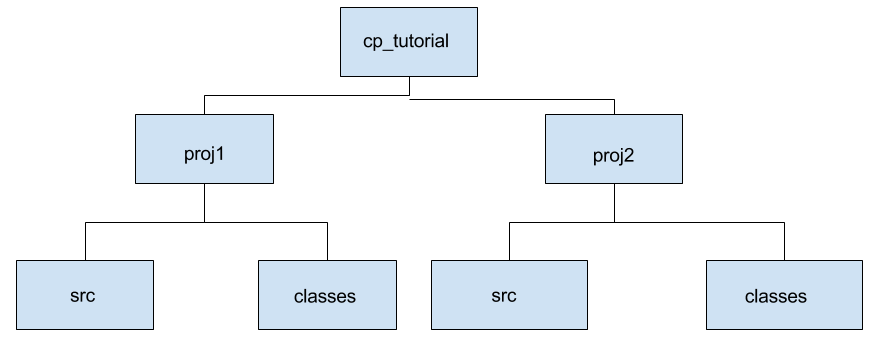 cp_tutorial
proj1
proj2
src
classes
src
classes